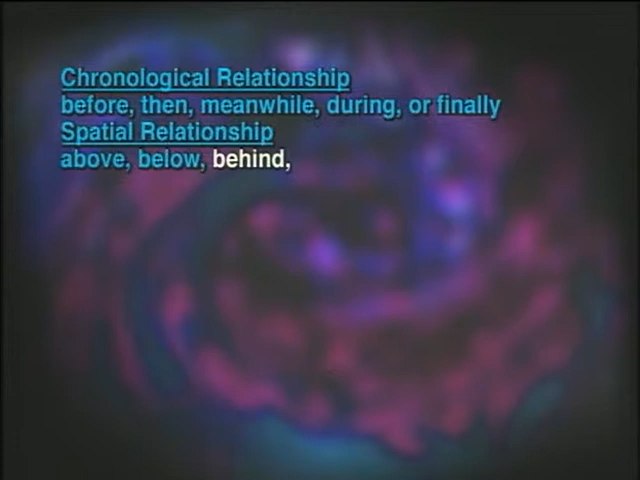 Chronological Relationship
before, then, meanwhile, during, or finally
Spatial Relationship
above, below, behind,